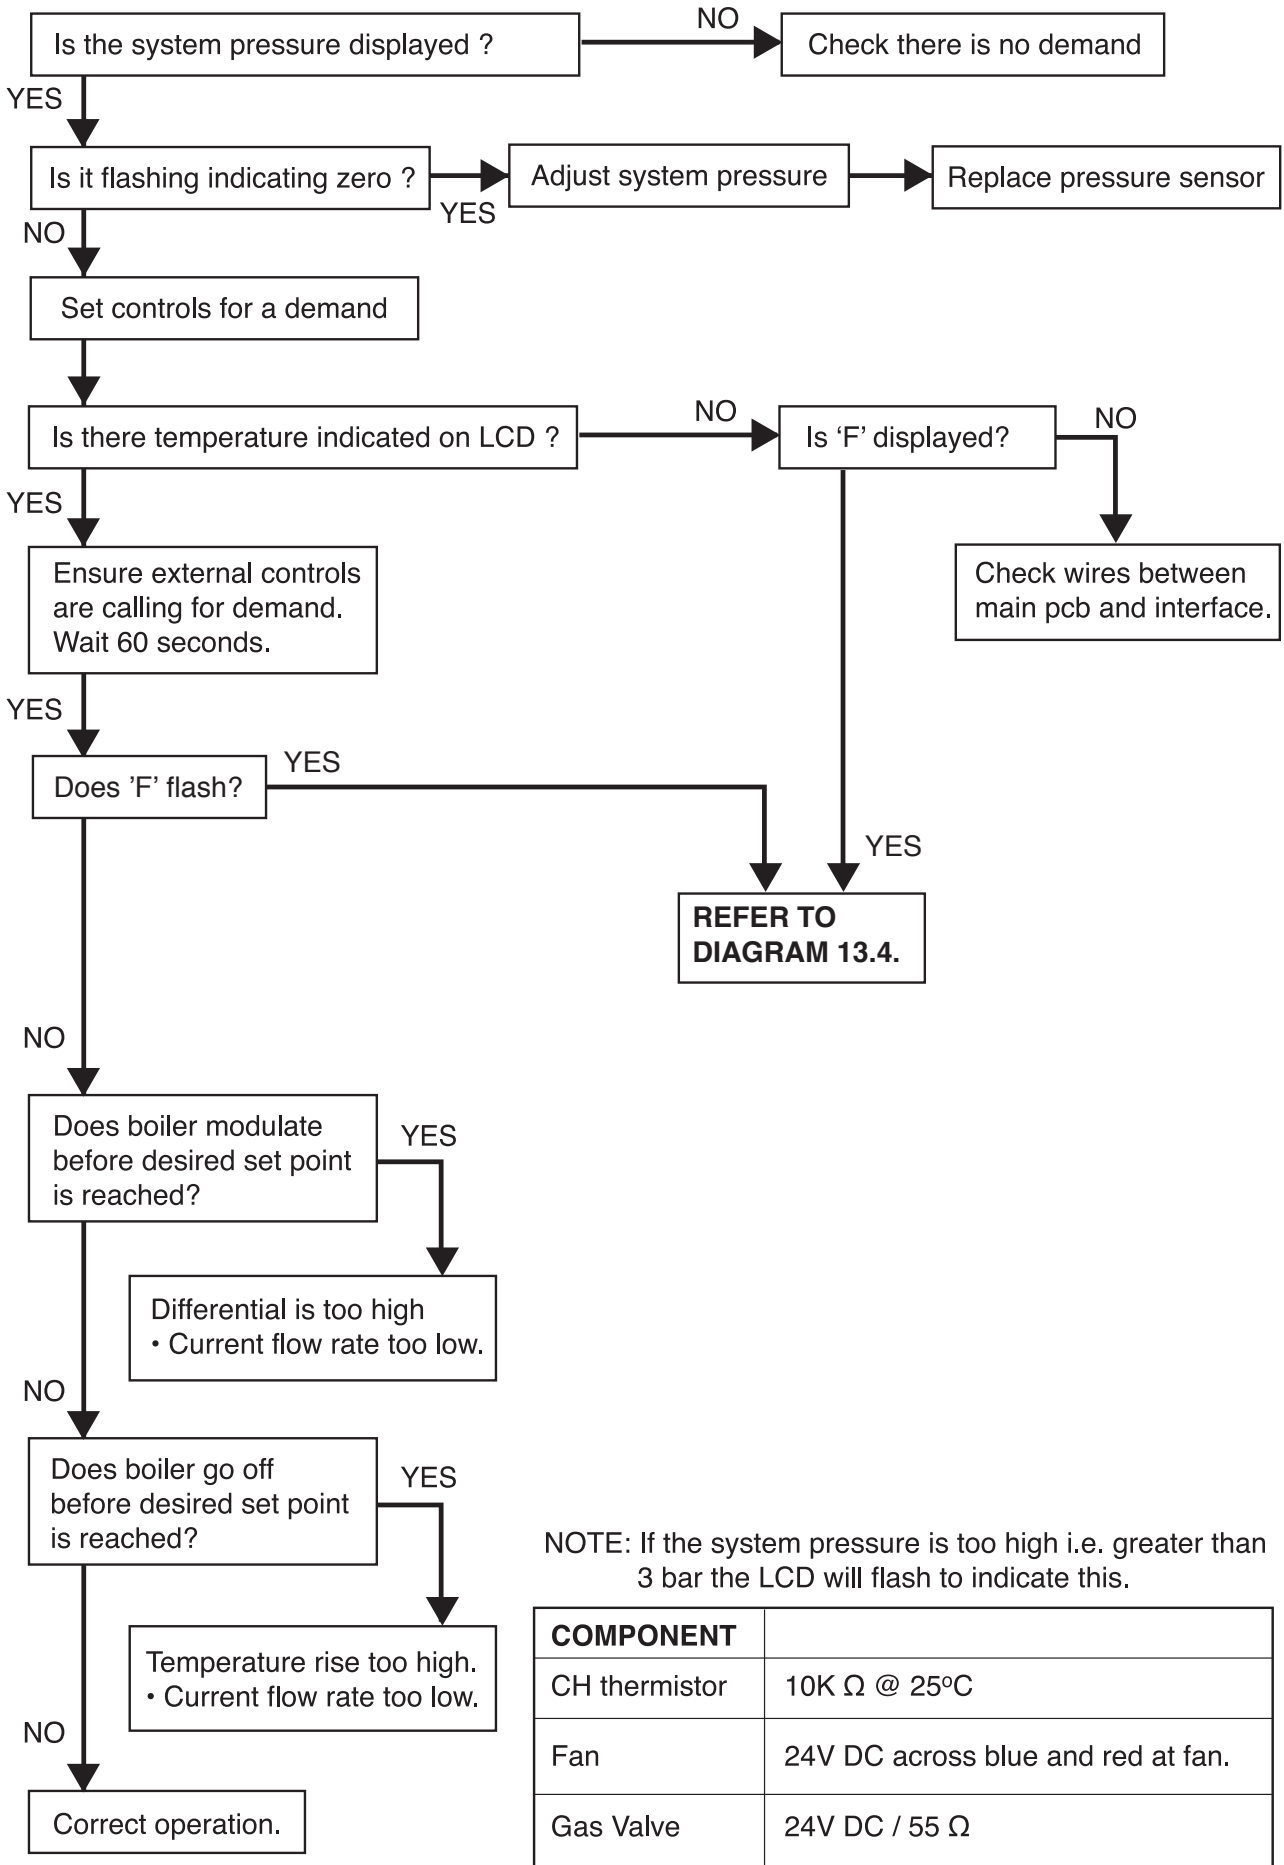 Is the system pressure displayed ?
NO
Check there is no demand
YES
Is it flashing indicating zero ?
YES
Adjust system pressure
Replace pressure sensor
NO
Set controls for a demand
Is there temperature indicated on LCD ?
NO
Is ‘F’ displayed?
NO
YES
Ensure external controls
are calling for demand.
Wait 60 seconds.
Check wires between
main pcb and interface.
YES
Does ’F’ flash?
YES
YES
REFER TO
DIAGRAM 13.4.
NO
Does boiler modulate
before desired set point
is reached?
YES
Differential is too high
• Current flow rate too low.
NO
Does boiler go off
before desired set point
is reached?
YES
Temperature rise too high.
• Current flow rate too low.
NO
Correct operation.
NOTE: If the system pressure is too high i.e. greater than
3 bar the LCD will flash to indicate this.
COMPONENT
CH thermistor 10K Ω @ 25ºC
Fan 24V DC across blue and red at fan.
Gas Valve 24V DC / 55 Ω